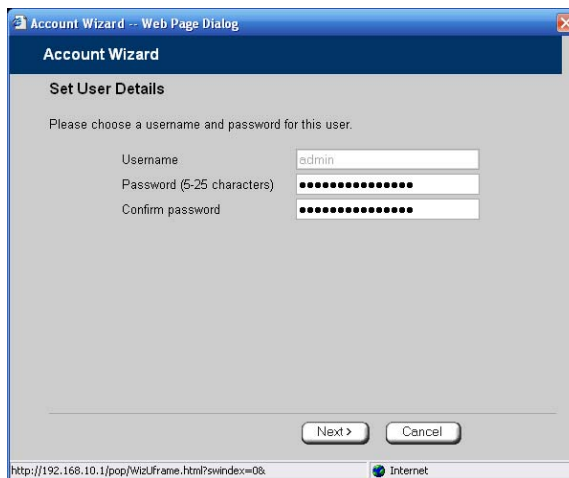 Account Wizard -- Web Page Dialog
Account Wizard
Set User Details
Please choose a username and password for this user.
Username admin
Password (5-25 characters) ●●●●●●●●●●●●●●●
Confirm password ●●●●●●●●●●●●●●●
Next> Cancel
http://192.168.10.1/pop/WizUframe.html?swindex=0& Internet